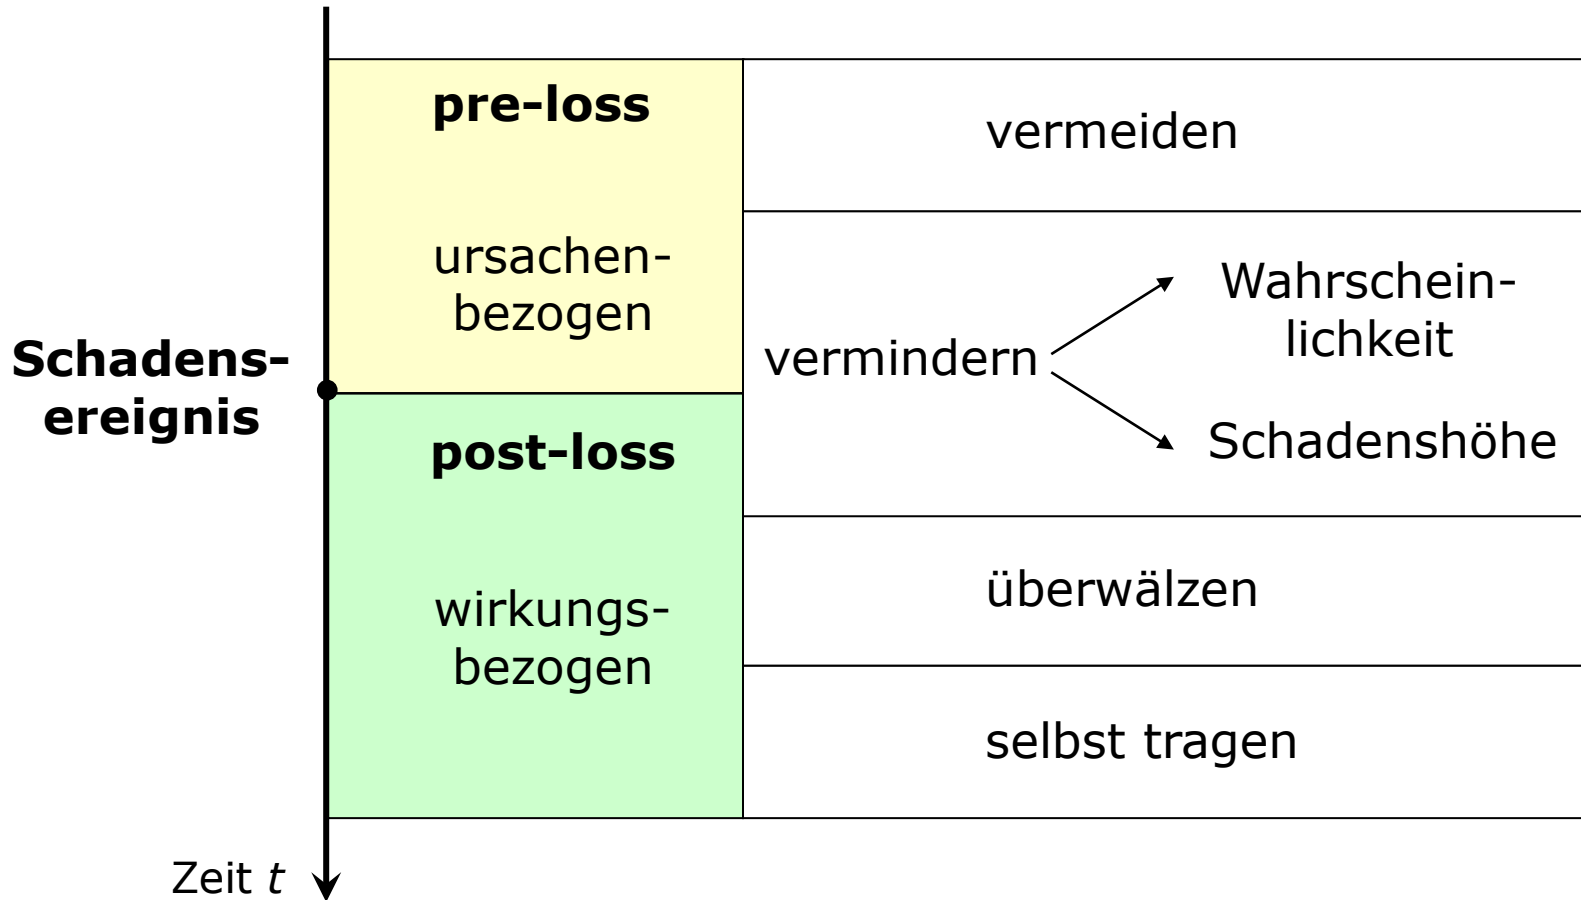 pre-loss
vermeiden
ursachen-
bezogen
Wahrschein-
lichkeit
Schadens-
ereignis
vermindern
Schadenshöhe
post-loss
überwälzen
wirkungs-
bezogen
selbst tragen
Zeit t